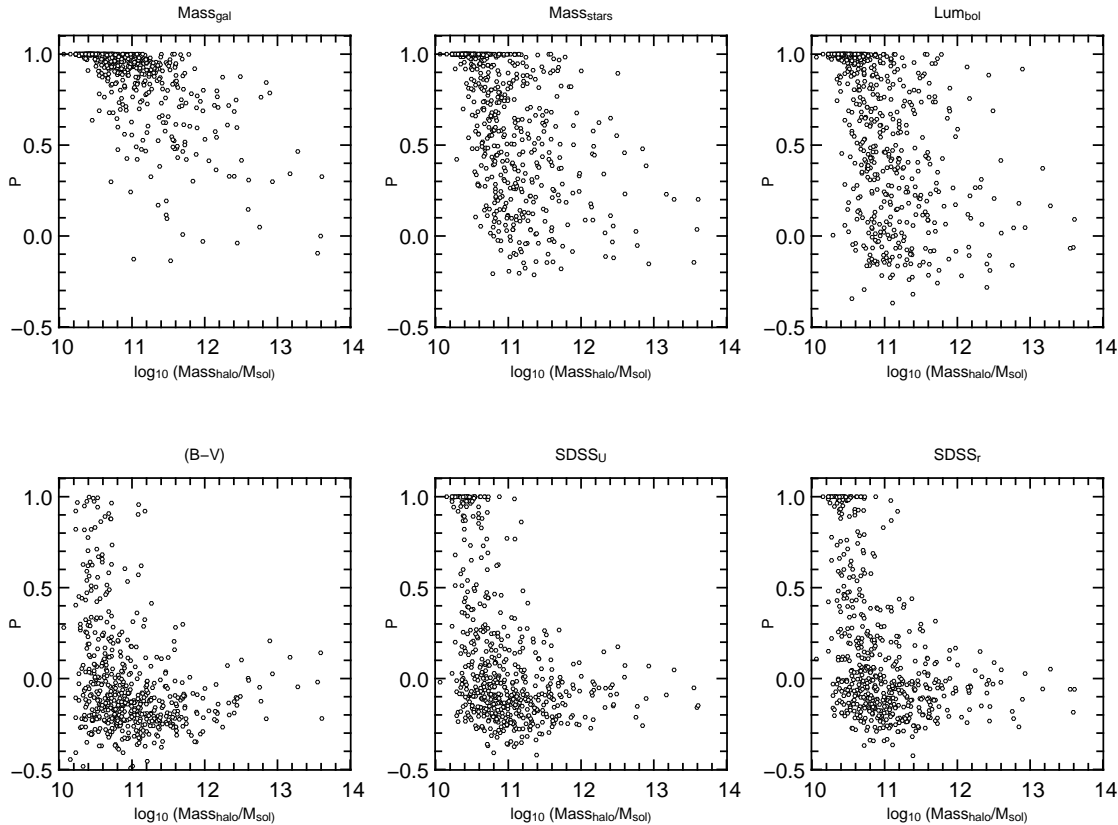 Mass_gal Mass_stars Lum_bol
1.0 1.0 1.0
0.5 0.5 0.5
P P P
0.0 0.0 0.0
−0.5 −0.5 −0.5
10 11 12 13 14 10 11 12 13 14 10 11 12 13 14
log₁₀ (Mass_halo/M_sol) log₁₀ (Mass_halo/M_sol) log₁₀ (Mass_halo/M_sol)
(B−V) SDSS_U SDSS_r
1.0 1.0 1.0
0.5 0.5 0.5
P P P
0.0 0.0 0.0
−0.5 −0.5 −0.5
10 11 12 13 14 10 11 12 13 14 10 11 12 13 14
log₁₀ (Mass_halo/M_sol) log₁₀ (Mass_halo/M_sol) log₁₀ (Mass_halo/M_sol)